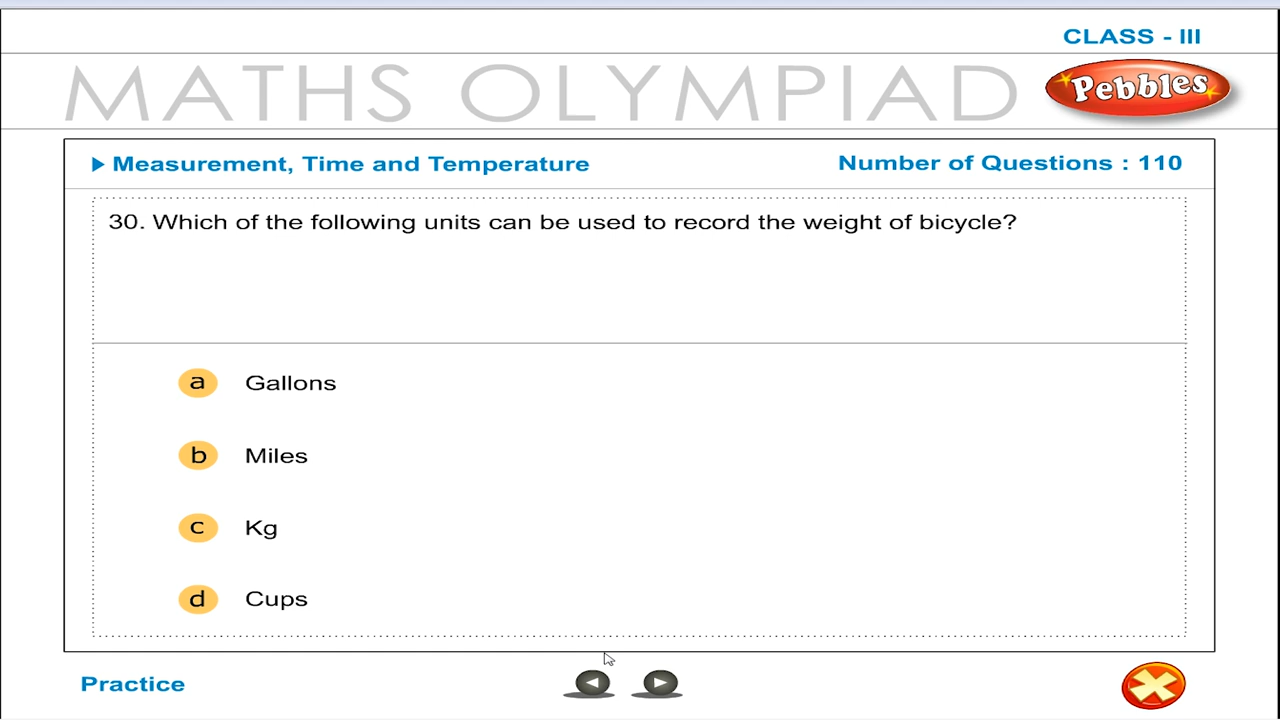 CLASS - III
MATHS OLYMPIAD
Pebbles
Measurement, Time and Temperature
Number of Questions : 110
30. Which of the following units can be used to record the weight of bicycle?
a Gallons
b Miles
c Kg
d Cups
Practice